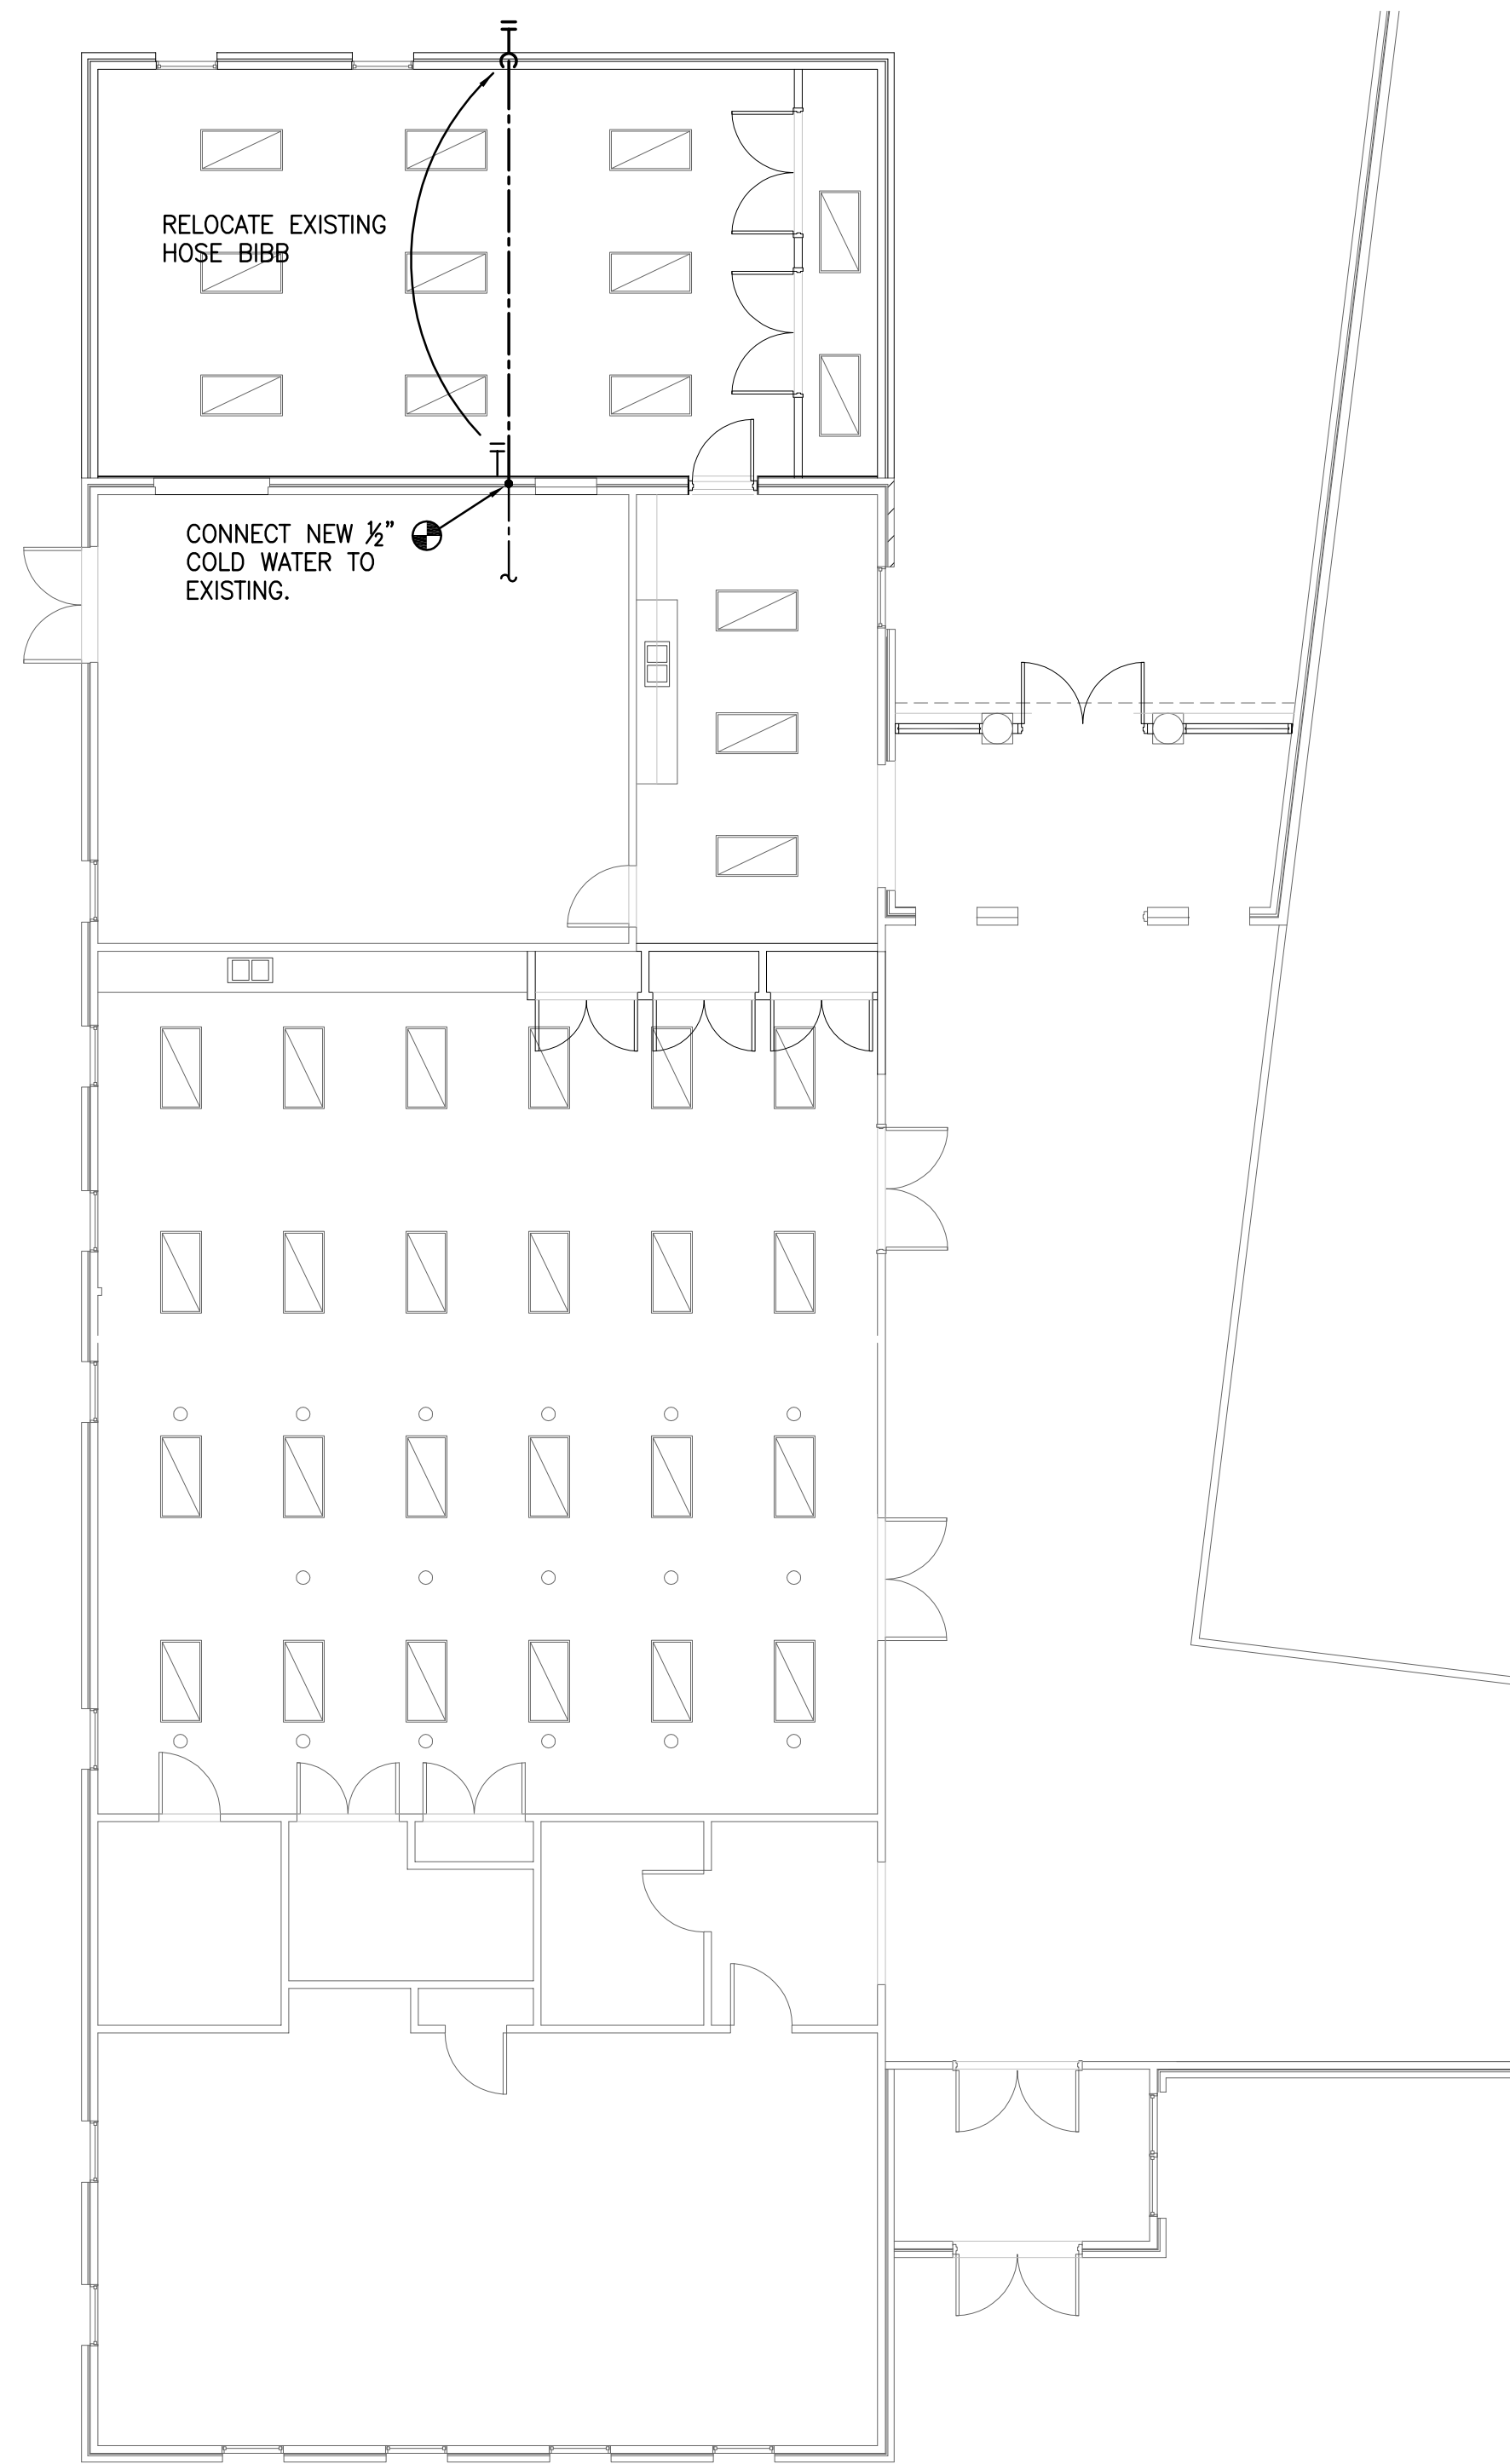 RELOCATE EXISTING
HOSE BIBB
CONNECT NEW ½"
COLD WATER TO
EXISTING.